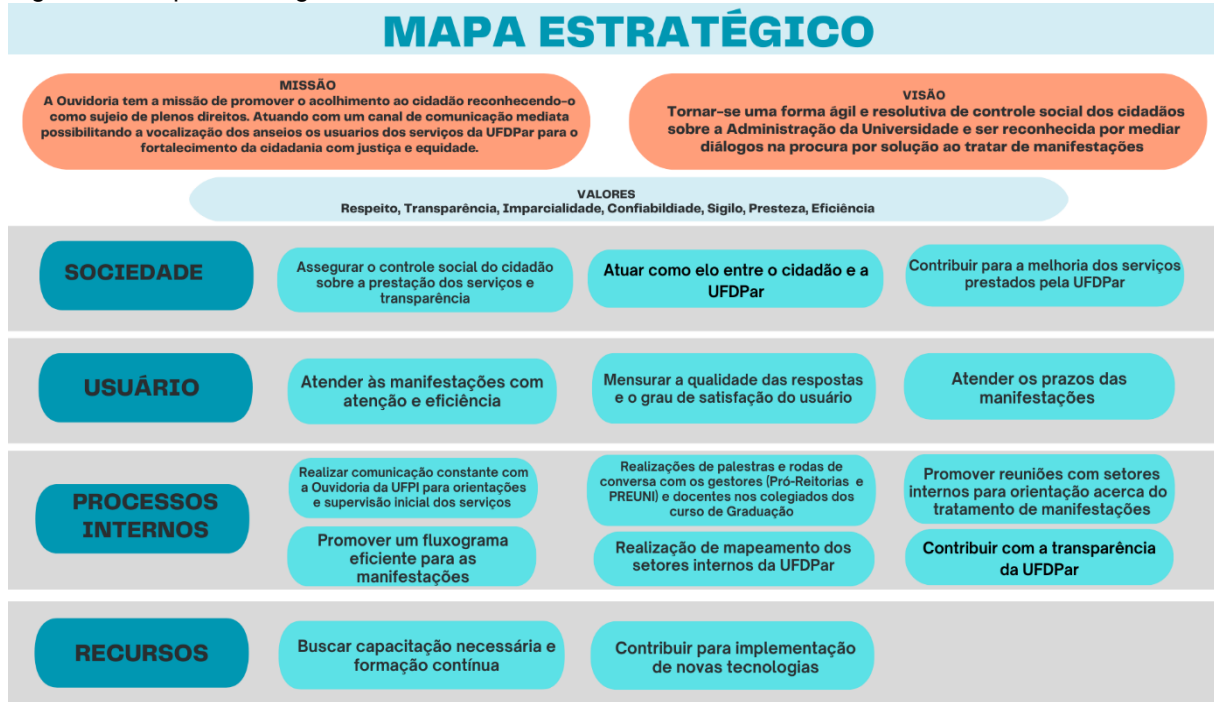 MAPA ESTRATÉGICO
MISSÃO
A Ouvidoria tem a missão de promover o acolhimento ao cidadão reconhecendo-o
como sujeio de plenos direitos. Atuando com um canal de comunicação mediata
possibilitando a vocalização dos anseios os usuarios dos serviços da UFDPar para o
fortalecimento da cidadania com justiça e equidade.
VISÃO
Tornar-se uma forma ágil e resolutiva de controle social dos cidadãos
sobre a Administração da Universidade e ser reconhecida por mediar
diálogos na procura por solução ao tratar de manifestações
VALORES
Respeito, Transparência, Imparcialidade, Confiabildiade, Sigilo, Presteza, Eficiência
SOCIEDADE
Assegurar o controle social do cidadão
sobre a prestação dos serviços e
transparência
Atuar como elo entre o cidadão e a
UFDPar
Contribuir para a melhoria dos serviços
prestados pela UFDPar
USUÁRIO
Atender às manifestações com
atenção e eficiência
Mensurar a qualidade das respostas
e o grau de satisfação do usuário
Atender os prazos das
manifestações
PROCESSOS
INTERNOS
Realizar comunicação constante com
a Ouvidoria da UFPI para orientações
e supervisão inicial dos serviços
Realizações de palestras e rodas de
conversa com os gestores (Pró-Reitorias e
PREUNI) e docentes nos colegiados dos
curso de Graduação
Promover reuniões com setores
internos para orientação acerca do
tratamento de manifestações
Promover um fluxograma
eficiente para as
manifestações
Realização de mapeamento dos
setores internos da UFDPar
Contribuir com a transparência
da UFDPar
RECURSOS
Buscar capacitação necessária e
formação contínua
Contribuir para implementação
de novas tecnologias